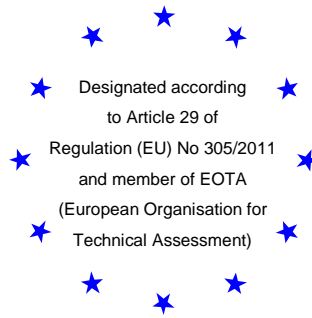 Designated according
to Article 29 of
Regulation (EU) No 305/2011
and member of EOTA
(European Organisation for
Technical Assessment)